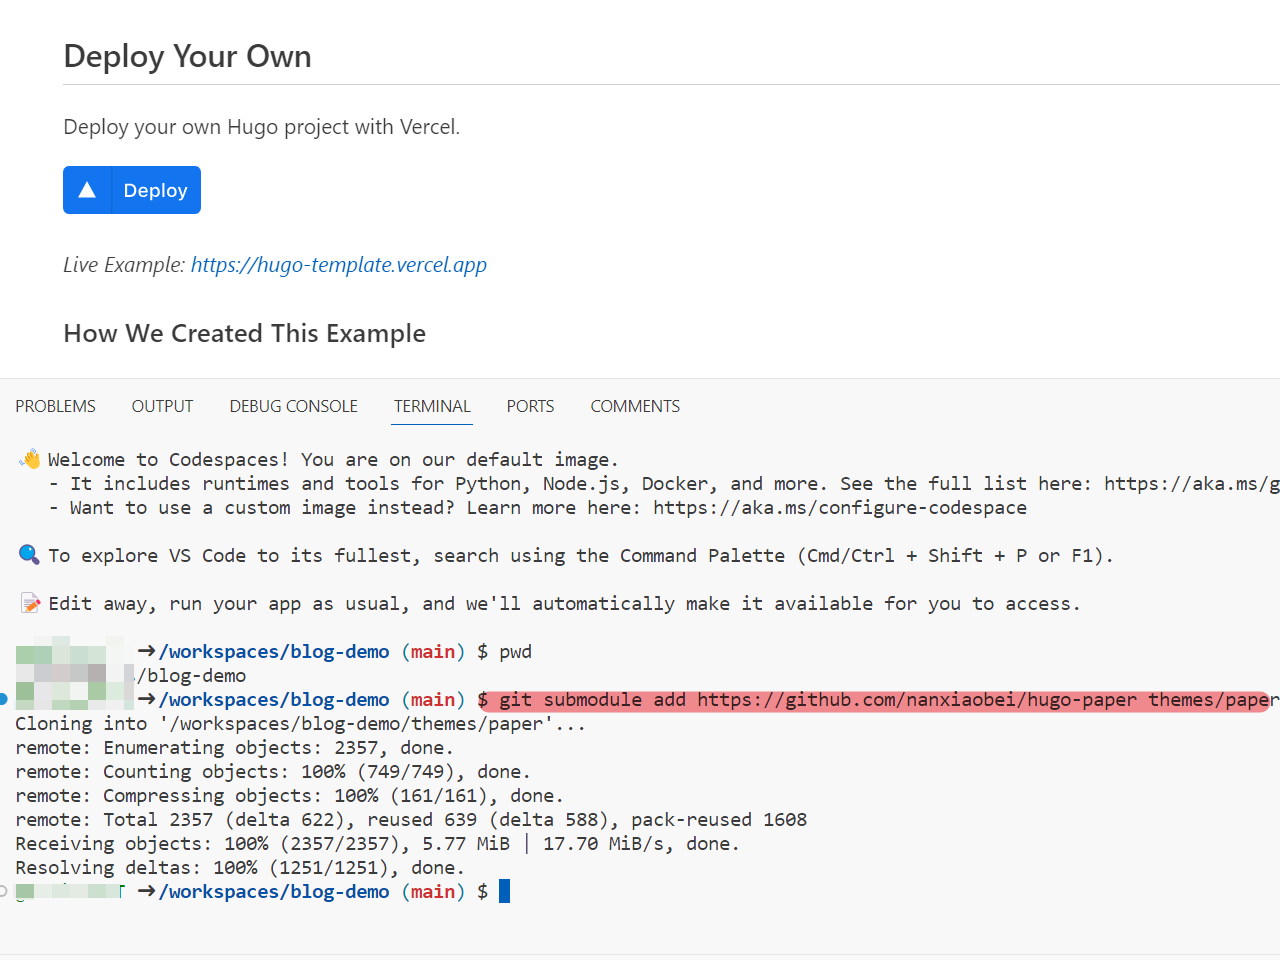 Deploy Your Own
Deploy your own Hugo project with Vercel.
Deploy
Live Example: https://hugo-template.vercel.app
How We Created This Example
PROBLEMS OUTPUT DEBUG CONSOLE TERMINAL PORTS COMMENTS
👋 Welcome to Codespaces! You are on our default image.
- It includes runtimes and tools for Python, Node.js, Docker, and more. See the full list here: https://aka.ms/g
- Want to use a custom image instead? Learn more here: https://aka.ms/configure-codespace
🔍 To explore VS Code to its fullest, search using the Command Palette (Cmd/Ctrl + Shift + P or F1).
📝 Edit away, run your app as usual, and we'll automatically make it available for you to access.
➜ /workspaces/blog-demo (main) $ pwd
/blog-demo
➜ /workspaces/blog-demo (main) $ git submodule add https://github.com/nanxiaobei/hugo-paper themes/paper
Cloning into '/workspaces/blog-demo/themes/paper'...
remote: Enumerating objects: 2357, done.
remote: Counting objects: 100% (749/749), done.
remote: Compressing objects: 100% (161/161), done.
remote: Total 2357 (delta 622), reused 639 (delta 588), pack-reused 1608
Receiving objects: 100% (2357/2357), 5.77 MiB | 17.70 MiB/s, done.
Resolving deltas: 100% (1251/1251), done.
➜ /workspaces/blog-demo (main) $